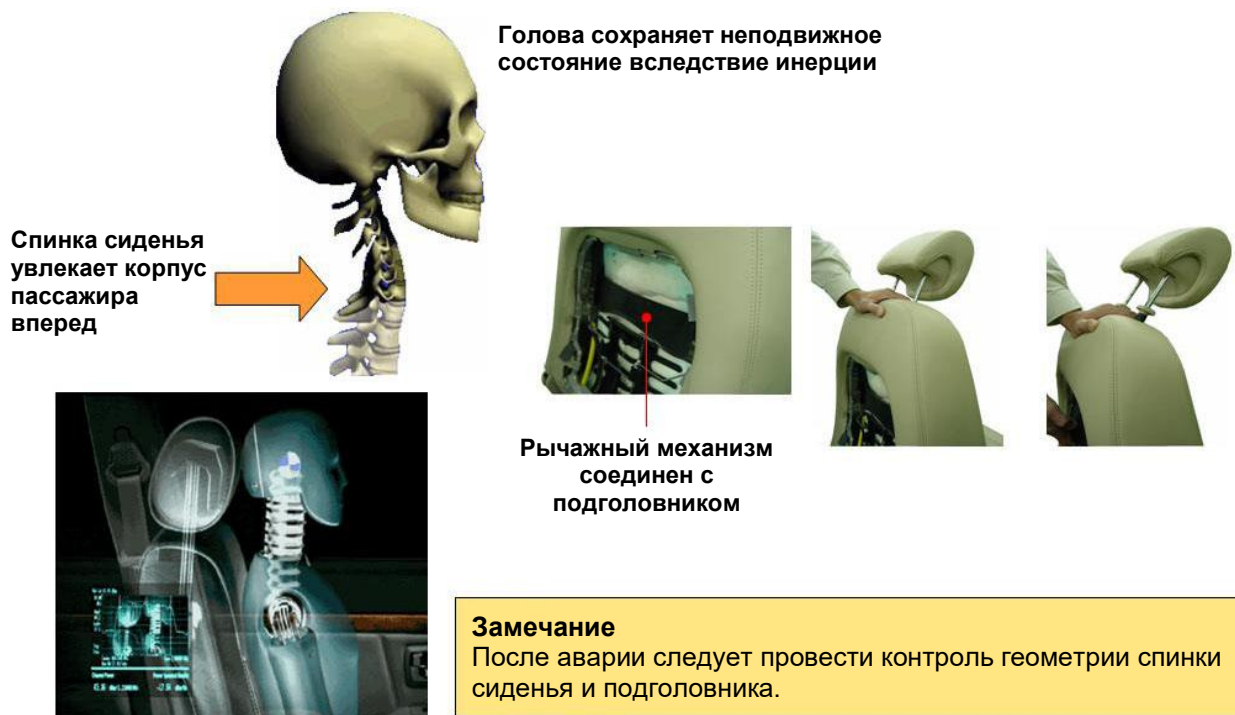 Голова сохраняет неподвижное
состояние вследствие инерции
Спинка сиденья
увлекает корпус
пассажира
вперед
Рычажный механизм
соединен с
подголовником
Замечание
После аварии следует провести контроль геометрии спинки
сиденья и подголовника.